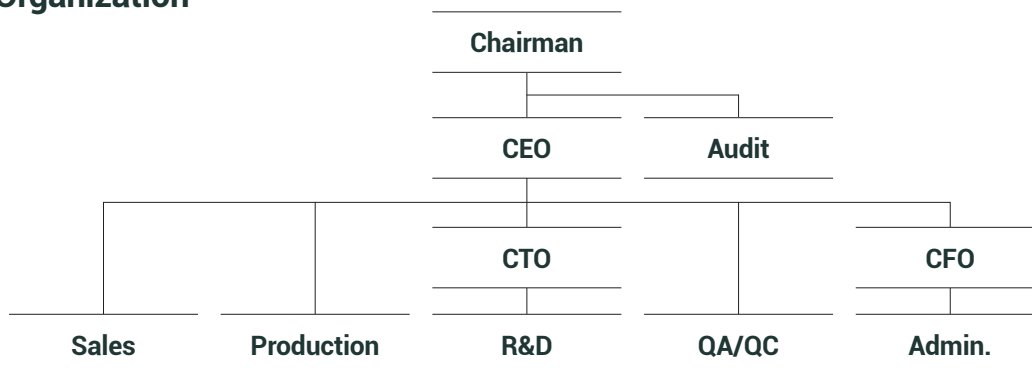 Organization
Chairman
CEO
Audit
CTO
CFO
Sales
Production
R&D
QA/QC
Admin.